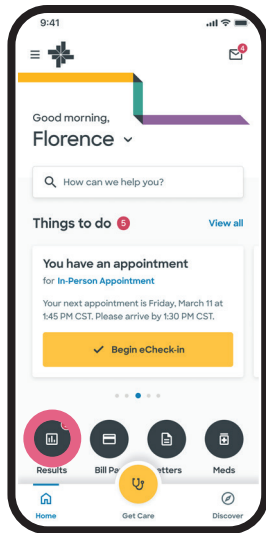 9:41
4
Good morning,
Florence
How can we help you?
Things to do 5 View all
You have an appointment
for In-Person Appointment
Your next appointment is Friday, March 11 at
1:45 PM CST. Please arrive by 1:30 PM CST.
Begin eCheck-in
Results Bill Pa etters Meds
Home Get Care Discover